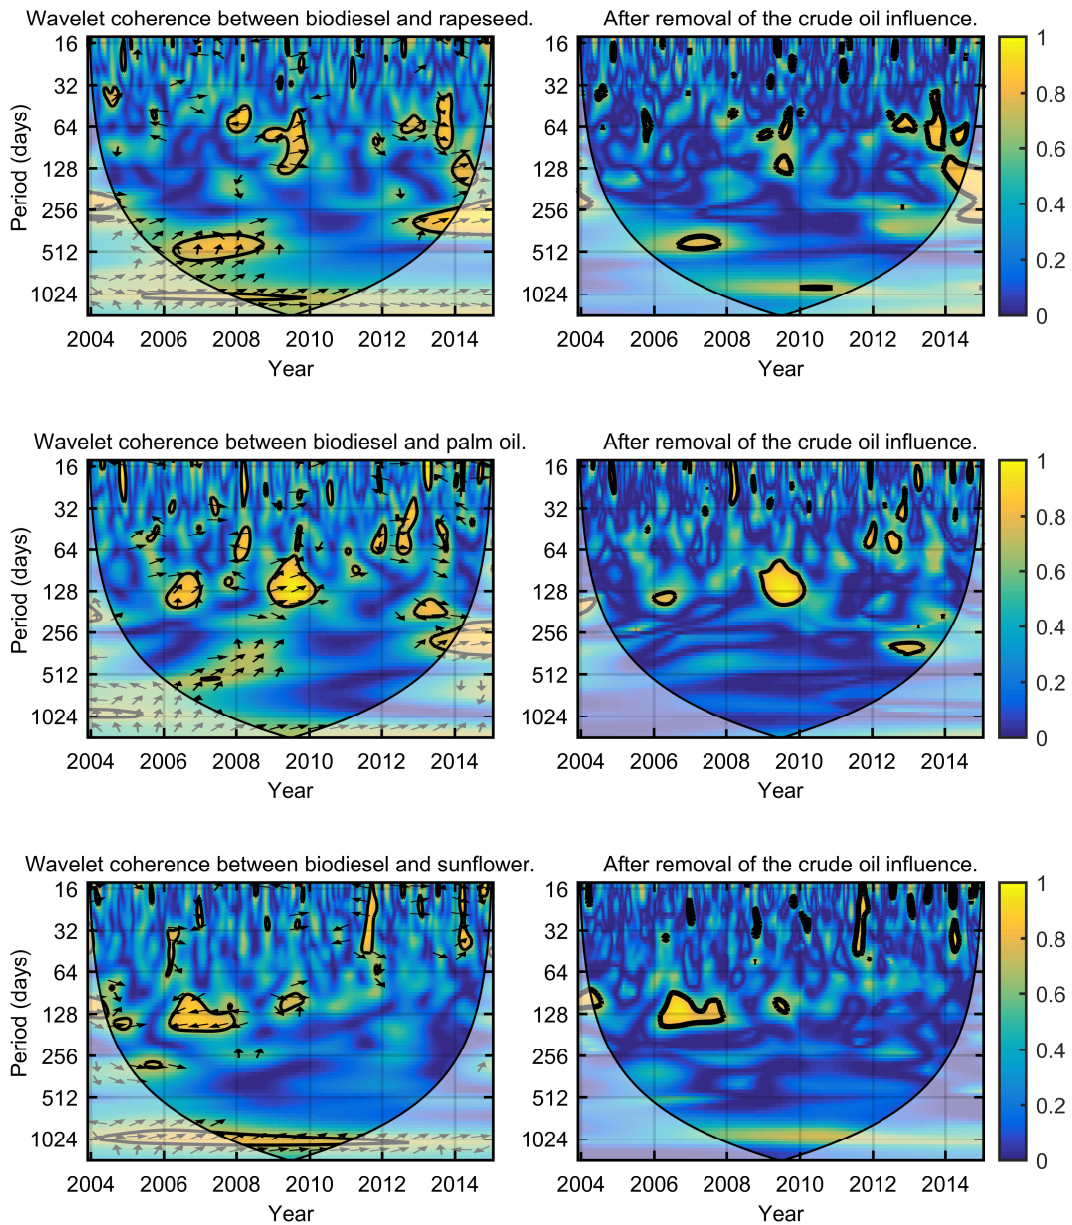 Wavelet coherence between biodiesel and rapeseed.
After removal of the crude oil influence.
Period (days)
16
32
64
128
256
512
1024
2004 2006 2008 2010 2012 2014
Year
16
32
64
128
256
512
1024
2004 2006 2008 2010 2012 2014
Year
1
0.8
0.6
0.4
0.2
0
Wavelet coherence between biodiesel and palm oil.
After removal of the crude oil influence.
Period (days)
16
32
64
128
256
512
1024
2004 2006 2008 2010 2012 2014
Year
16
32
64
128
256
512
1024
2004 2006 2008 2010 2012 2014
Year
1
0.8
0.6
0.4
0.2
0
Wavelet coherence between biodiesel and sunflower.
After removal of the crude oil influence.
Period (days)
16
32
64
128
256
512
1024
2004 2006 2008 2010 2012 2014
Year
16
32
64
128
256
512
1024
2004 2006 2008 2010 2012 2014
Year
1
0.8
0.6
0.4
0.2
0